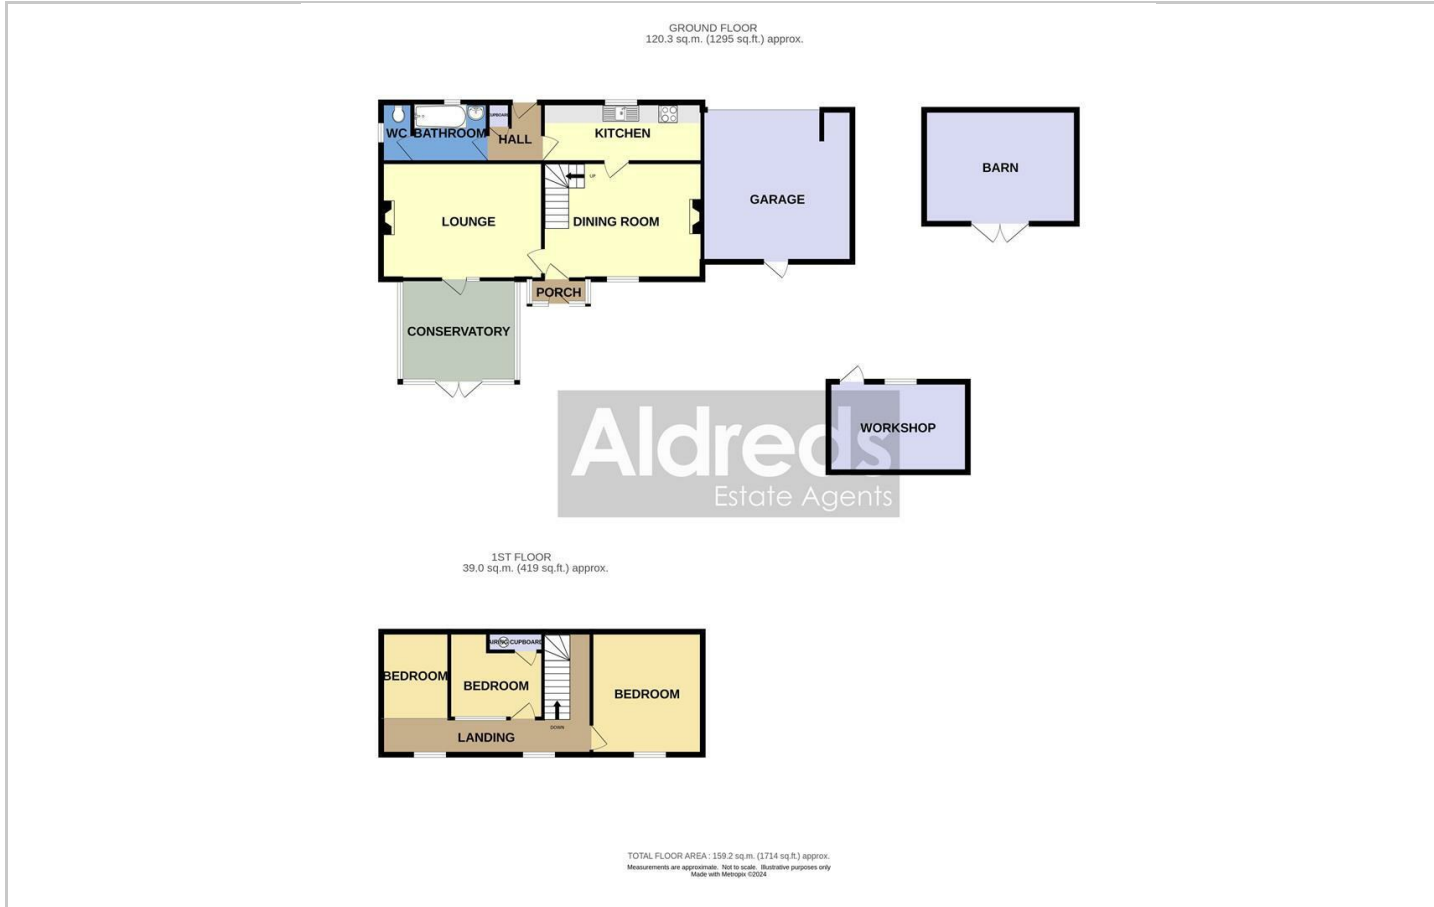 GROUND FLOOR
120.3 sq.m. (1295 sq.ft.) approx.
WC
BATHROOM
CUPBOARD
HALL
KITCHEN
UP
LOUNGE
DINING ROOM
GARAGE
BARN
PORCH
CONSERVATORY
WORKSHOP
Aldreds
Estate Agents
1ST FLOOR
39.0 sq.m. (419 sq.ft.) approx.
AIRING CUPBOARD
BEDROOM
BEDROOM
BEDROOM
DOWN
LANDING
TOTAL FLOOR AREA : 159.2 sq.m. (1714 sq.ft.) approx.
Measurements are approximate. Not to scale. Illustrative purposes only
Made with Metropix ©2024